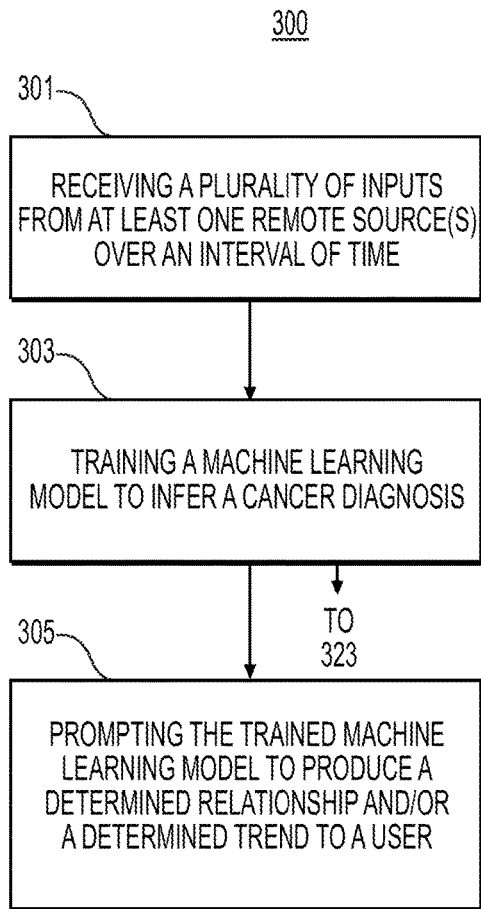 300
301
RECEIVING A PLURALITY OF INPUTS
FROM AT LEAST ONE REMOTE SOURCE(S)
OVER AN INTERVAL OF TIME
303
TRAINING A MACHINE LEARNING
MODEL TO INFER A CANCER DIAGNOSIS
TO
323
305
PROMPTING THE TRAINED MACHINE
LEARNING MODEL TO PRODUCE A
DETERMINED RELATIONSHIP AND/OR
A DETERMINED TREND TO A USER